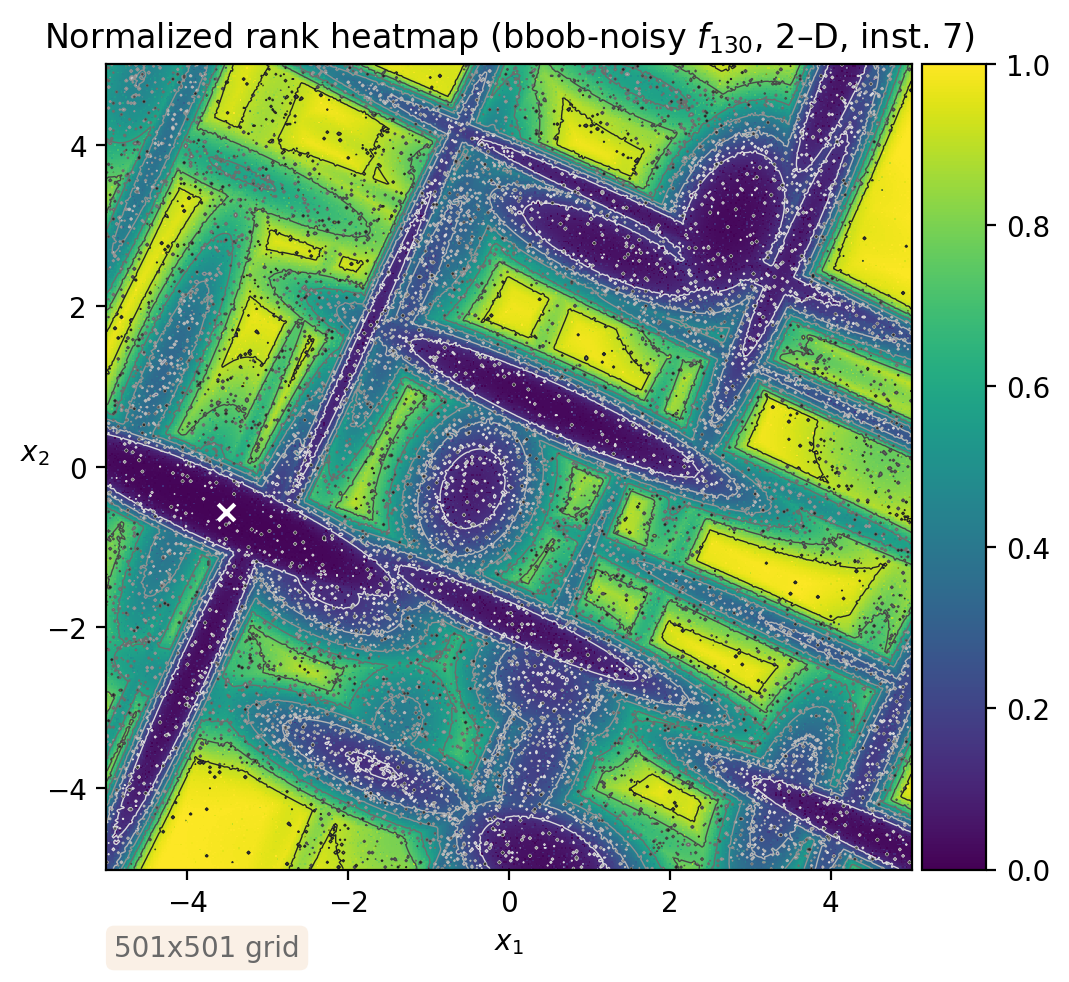 Normalized rank heatmap (bbob-noisy f₁₃₀, 2–D, inst. 7)
1.0
0.8
0.6
0.4
0.2
0.0
4
2
0
−2
−4
x₂
−4 −2 0 2 4
x₁
501x501 grid